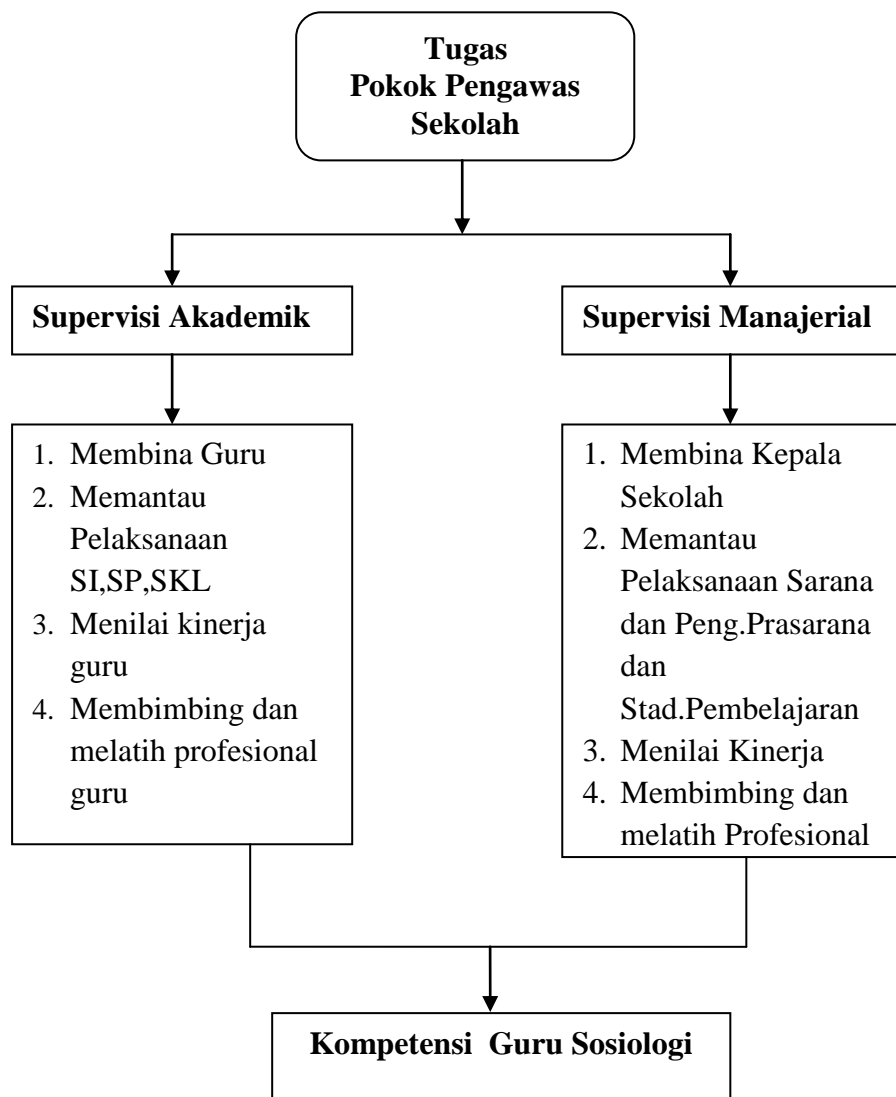 Tugas
Pokok Pengawas
Sekolah
Supervisi Akademik
Supervisi Manajerial
1. Membina Guru
2. Memantau
Pelaksanaan
SI,SP,SKL
3. Menilai kinerja
guru
4. Membimbing dan
melatih profesional
guru
1. Membina Kepala
Sekolah
2. Memantau
Pelaksanaan Sarana
dan Peng.Prasarana
dan
Stad.Pembelajaran
3. Menilai Kinerja
4. Membimbing dan
melatih Profesional
Kompetensi Guru Sosiologi